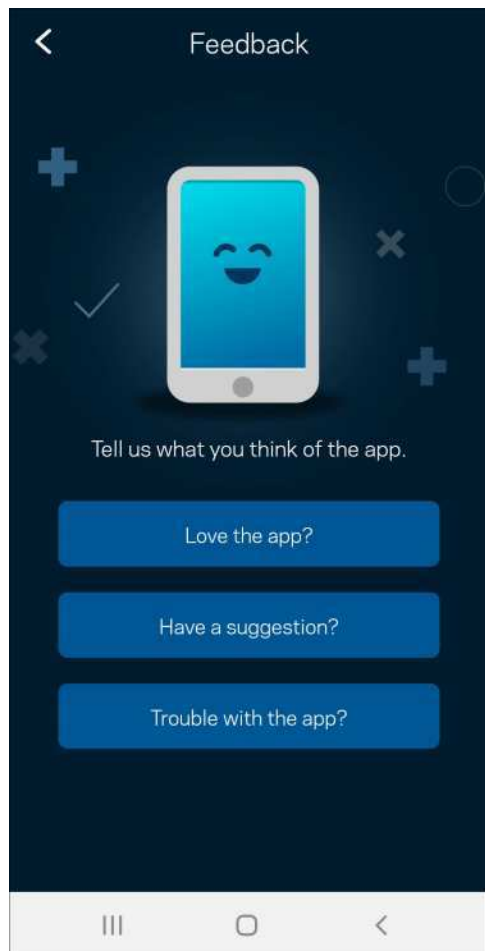 Feedback
Tell us what you think of the app.
Love the app?
Have a suggestion?
Trouble with the app?